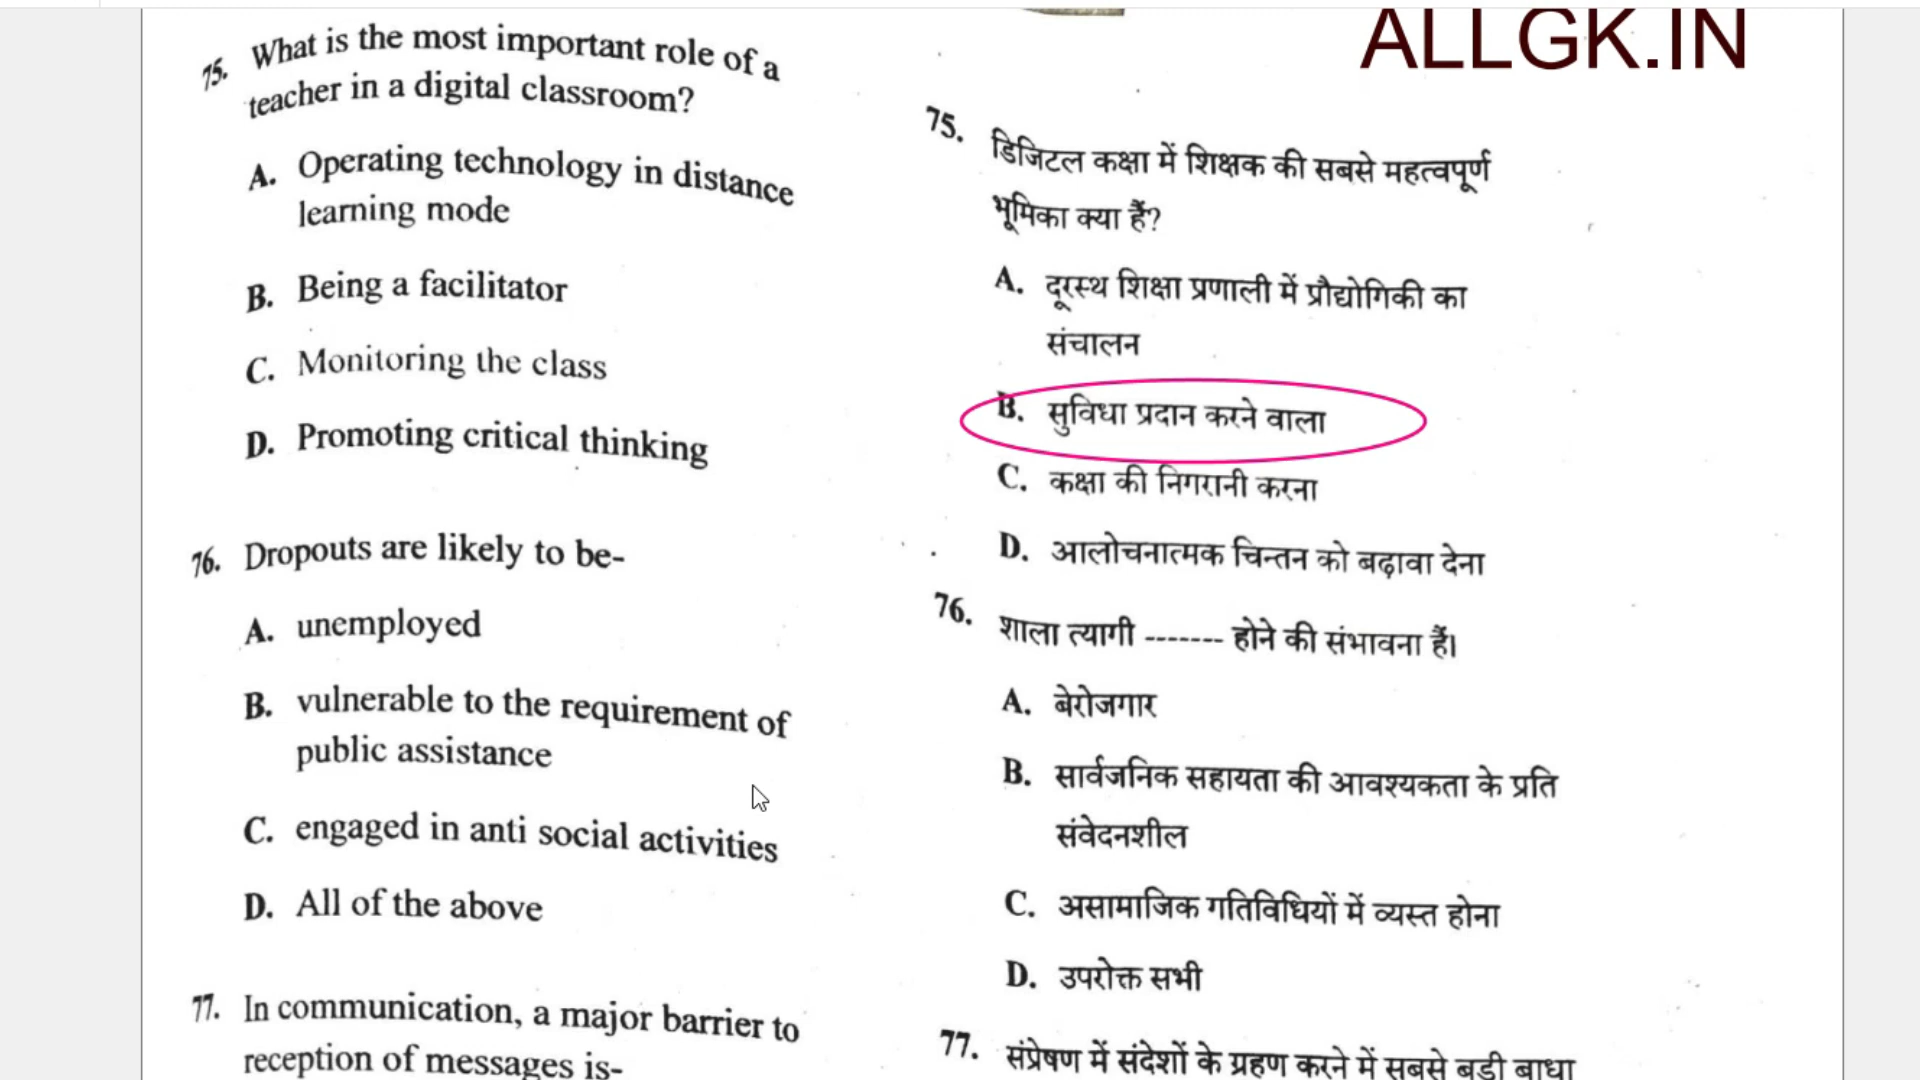 ALLGK.IN
75. What is the most important role of a
teacher in a digital classroom?
A. Operating technology in distance
learning mode
B. Being a facilitator
C. Monitoring the class
D. Promoting critical thinking
76. Dropouts are likely to be-
A. unemployed
B. vulnerable to the requirement of
public assistance
C. engaged in anti social activities
D. All of the above
77. In communication, a major barrier to
reception of messages is-
75. डिजिटल कक्षा में शिक्षक की सबसे महत्वपूर्ण
भूमिका क्या हैं?
A. दूरस्थ शिक्षा प्रणाली में प्रौद्योगिकी का
संचालन
B. सुविधा प्रदान करने वाला
C. कक्षा की निगरानी करना
D. आलोचनात्मक चिन्तन को बढ़ावा देना
76. शाला त्यागी ------- होने की संभावना हैं।
A. बेरोजगार
B. सार्वजनिक सहायता की आवश्यकता के प्रति
संवेदनशील
C. असामाजिक गतिविधियों में व्यस्त होना
D. उपरोक्त सभी
77. संप्रेषण में संदेशों के ग्रहण करने में सबसे बड़ी बाधा